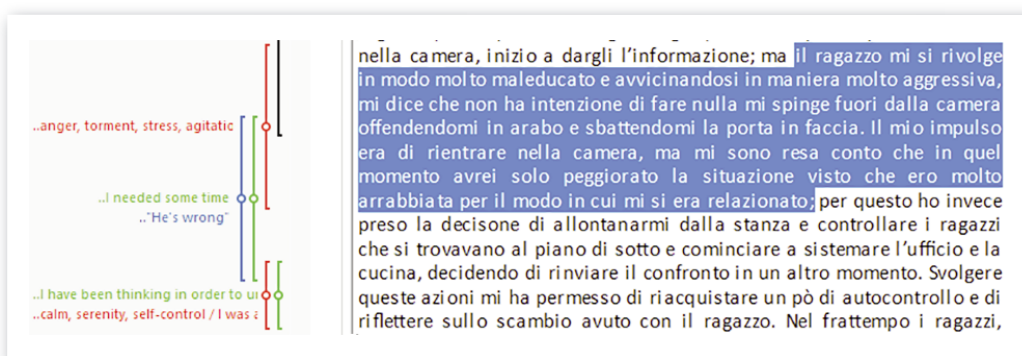 ..anger, torment, stress, agitatic
..I needed some time
.."He's wrong"
..I have been thinking in order to ur
..calm, serenity, self-control / I was a
nella camera, inizio a dargli l'informazione; ma il ragazzo mi si rivolge
in modo molto maleducato e avvicinandosi in maniera molto aggressiva,
mi dice che non ha intenzione di fare nulla mi spinge fuori dalla camera
offendendomi in arabo e sbattendomi la porta in faccia. Il mio impulso
era di rientrare nella camera, ma mi sono resa conto che in quel
momento avrei solo peggiorato la situazione visto che ero molto
arrabbiata per il modo in cui mi si era relazionato; per questo ho invece
preso la decisone di allontanarmi dalla stanza e controllare i ragazzi
che si trovavano al piano di sotto e cominciare a sistemare l'ufficio e la
cucina, decidendo di rinviare il confronto in un altro momento. Svolgere
queste azioni mi ha permesso di riacquistare un pò di autocontrollo e di
riflettere sullo scambio avuto con il ragazzo. Nel frattempo i ragazzi,